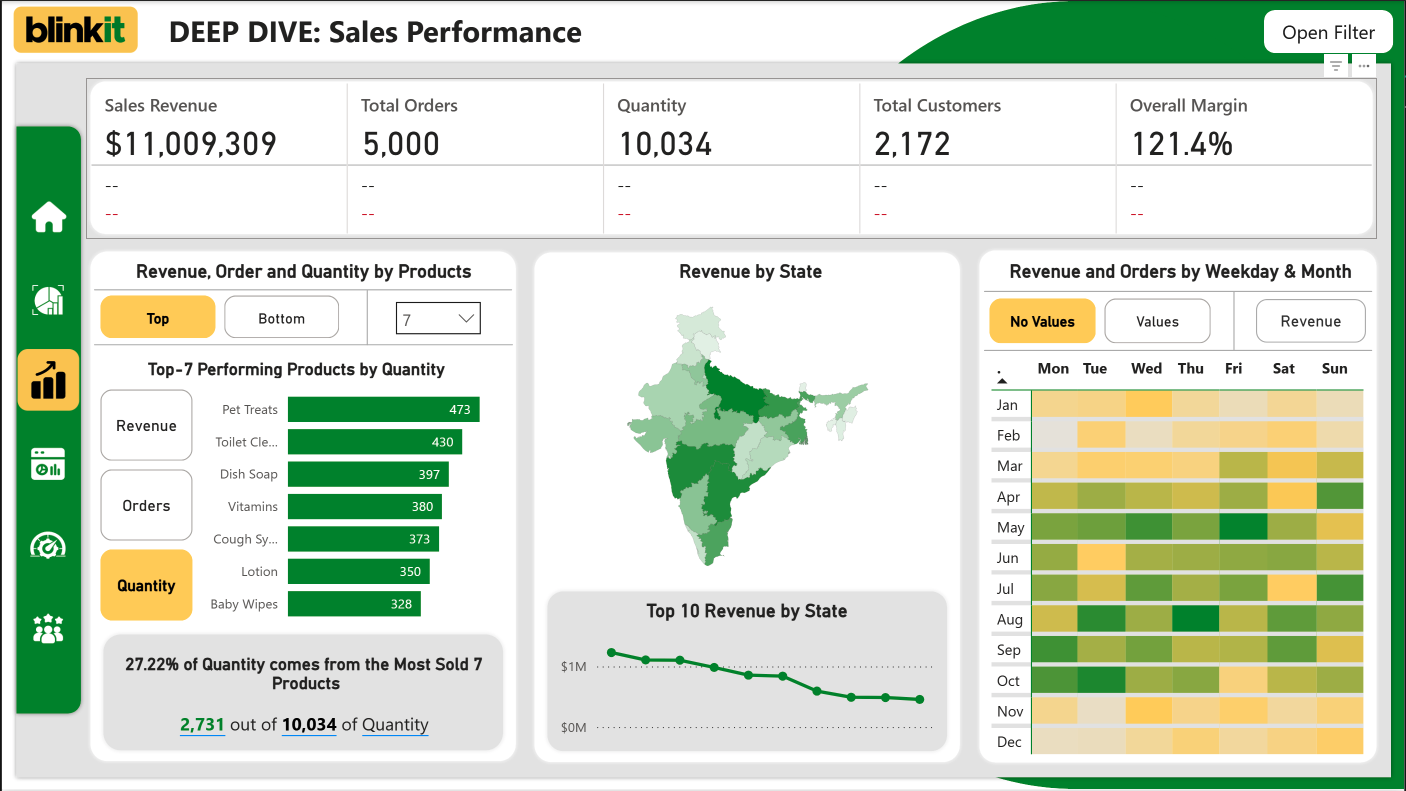 blinkit
DEEP DIVE: Sales Performance
Open Filter
Sales Revenue
$11,009,309
--
--
Total Orders
5,000
--
--
Quantity
10,034
--
--
Total Customers
2,172
--
--
Overall Margin
121.4%
--
--
Revenue, Order and Quantity by Products
Top
Bottom
7
Top-7 Performing Products by Quantity
Revenue
Orders
Quantity
Pet Treats 473
Toilet Cle... 430
Dish Soap 397
Vitamins 380
Cough Sy... 373
Lotion 350
Baby Wipes 328
27.22% of Quantity comes from the Most Sold 7
Products
2,731 out of 10,034 of Quantity
Revenue by State
Top 10 Revenue by State
$1M
$0M
Revenue and Orders by Weekday & Month
No Values
Values
Revenue
. Mon Tue Wed Thu Fri Sat Sun
Jan
Feb
Mar
Apr
May
Jun
Jul
Aug
Sep
Oct
Nov
Dec